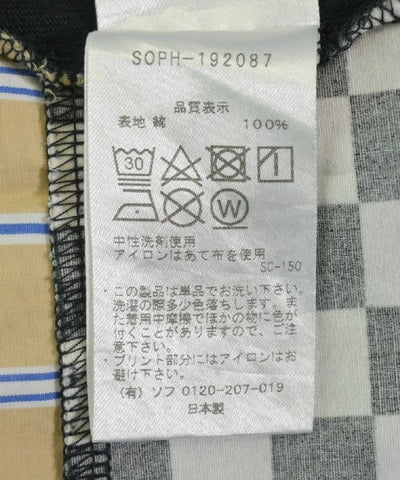 SOPH-192087
品質表示
表地 綿 100%
30
W
中性洗剤使用
アイロンはあて布を使用
SC-150
・この製品は単品でお洗い下さい。
洗濯の際多少色落ちします。ま
た着用中摩擦でほかの物に色が
付くことがありますので、ご注
意下さい。
・プリント部分にはアイロンはお
避け下さい。
(有) ソフ 0120-207-019
日本製